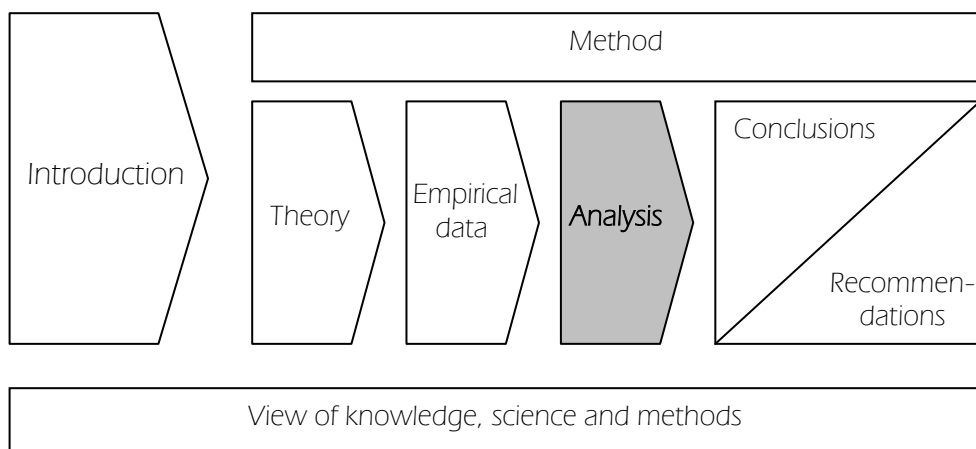 Method
Introduction
Theory
Empirical
data
Analysis
Conclusions
Recommen-
dations
View of knowledge, science and methods